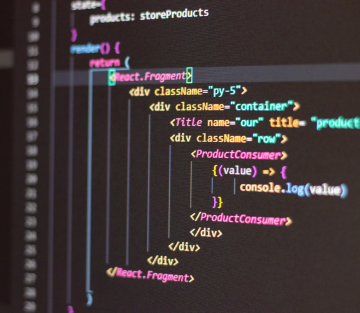 state={
products: storeProducts
}
render() {
return (
<React.Fragment>
<div className="py-5">
<div className="container">
<Title name="our" title= "product
<div className="row">
<ProductConsumer>
{(value) => {
console.log(value)
}}
</ProductConsumer>
</div>
</div>
</div>
</React.Fragment>
)
}